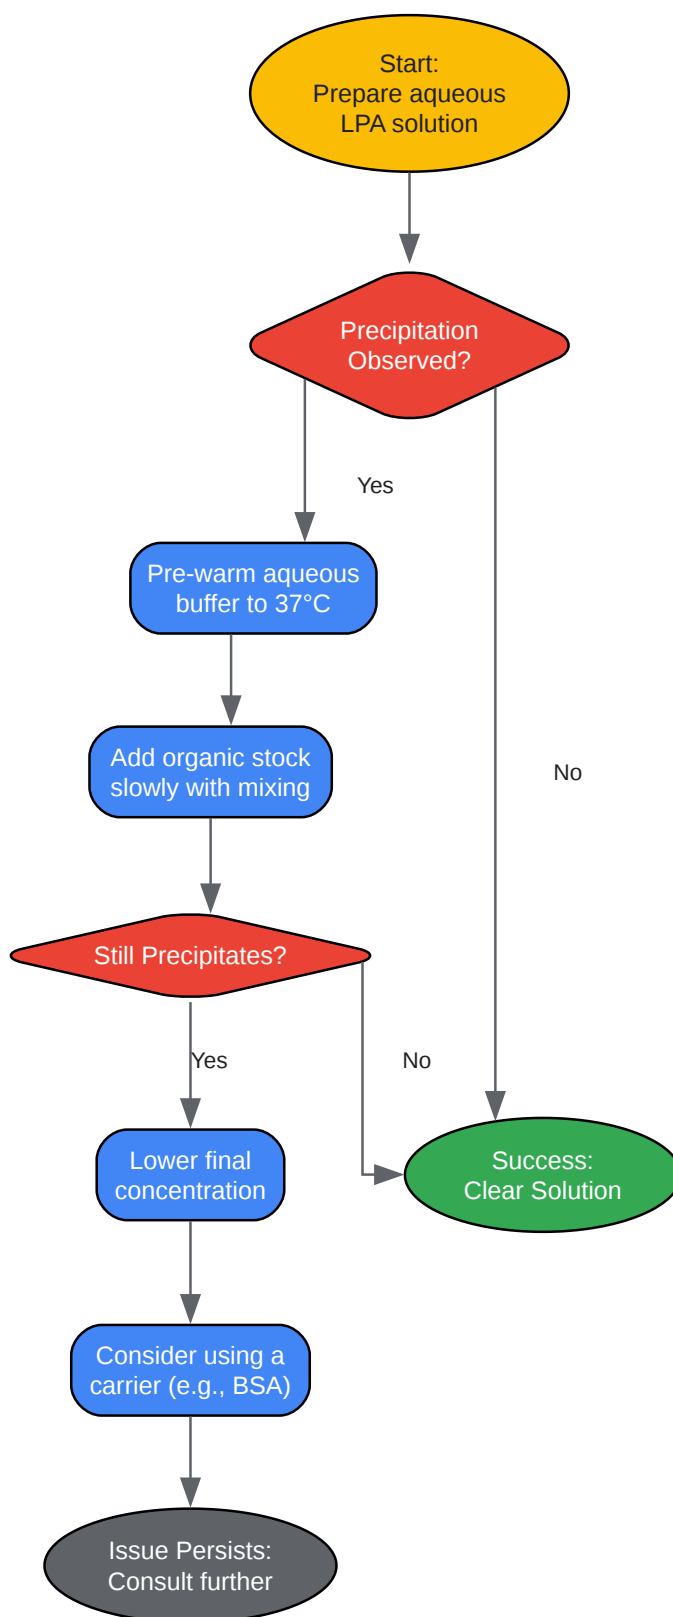 Start:
Prepare aqueous
LPA solution
Precipitation
Observed?
Yes
Pre-warm aqueous
buffer to 37°C
Add organic stock
slowly with mixing
No
Still Precipitates?
Yes
No
Lower final
concentration
Success:
Clear Solution
Consider using a
carrier (e.g., BSA)
Issue Persists:
Consult further